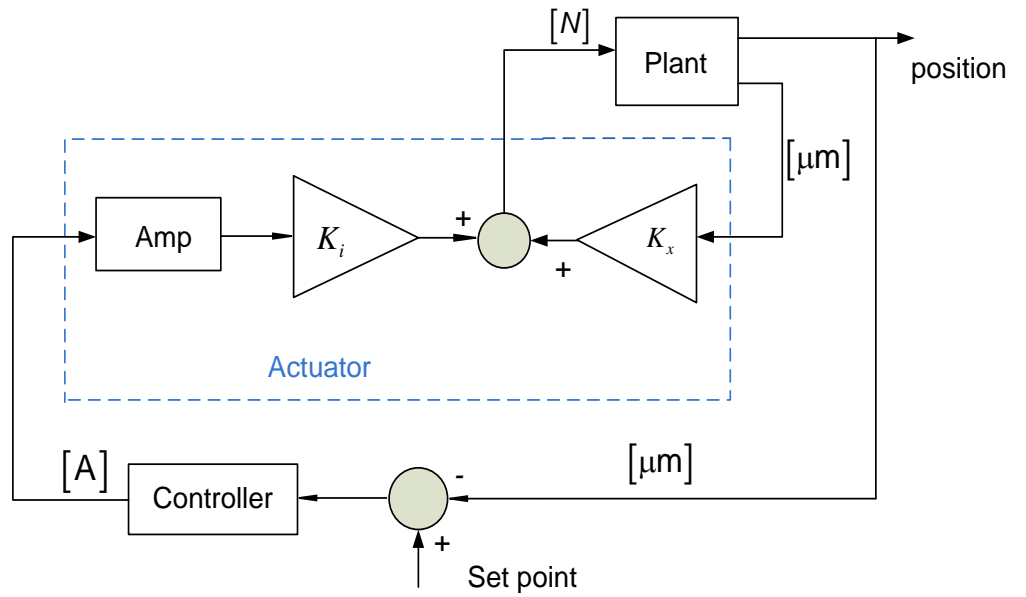 [N]
Plant
position
[μm]
Amp
K_i
+
+
K_x
Actuator
[A]
Controller
-
[μm]
+
Set point